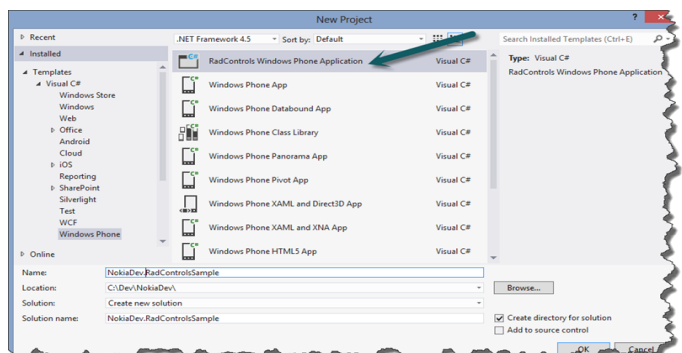 New Project
?
Recent
.NET Framework 4.5 Sort by: Default
Search Installed Templates (Ctrl+E)
Installed
Templates
Visual C#
Windows Store
Windows
Web
Office
Android
Cloud
iOS
Reporting
SharePoint
Silverlight
Test
WCF
Windows Phone
Online
RadControls Windows Phone Application Visual C#
Windows Phone App Visual C#
Windows Phone Databound App Visual C#
Windows Phone Class Library Visual C#
Windows Phone Panorama App Visual C#
Windows Phone Pivot App Visual C#
Windows Phone XAML and Direct3D App Visual C#
Windows Phone XAML and XNA App Visual C#
Windows Phone HTML5 App Visual C#
Type: Visual C#
RadControls Windows Phone Application
Name: NokiaDev.RadControlsSample
Location: C:\Dev\NokiaDev\
Browse...
Solution: Create new solution
Solution name: NokiaDev.RadControlsSample
Create directory for solution
Add to source control
OK Cancel